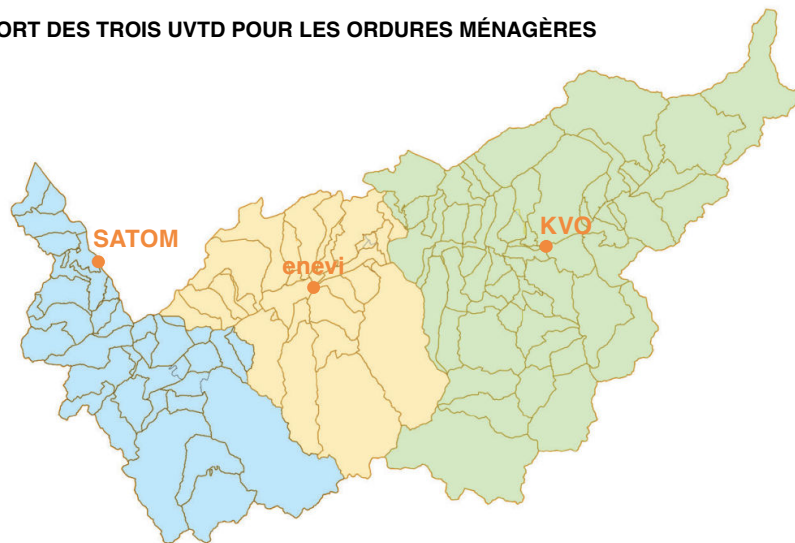 ORT DES TROIS UVTD POUR LES ORDURES MÉNAGÈRES
KVO
SATOM
enevi